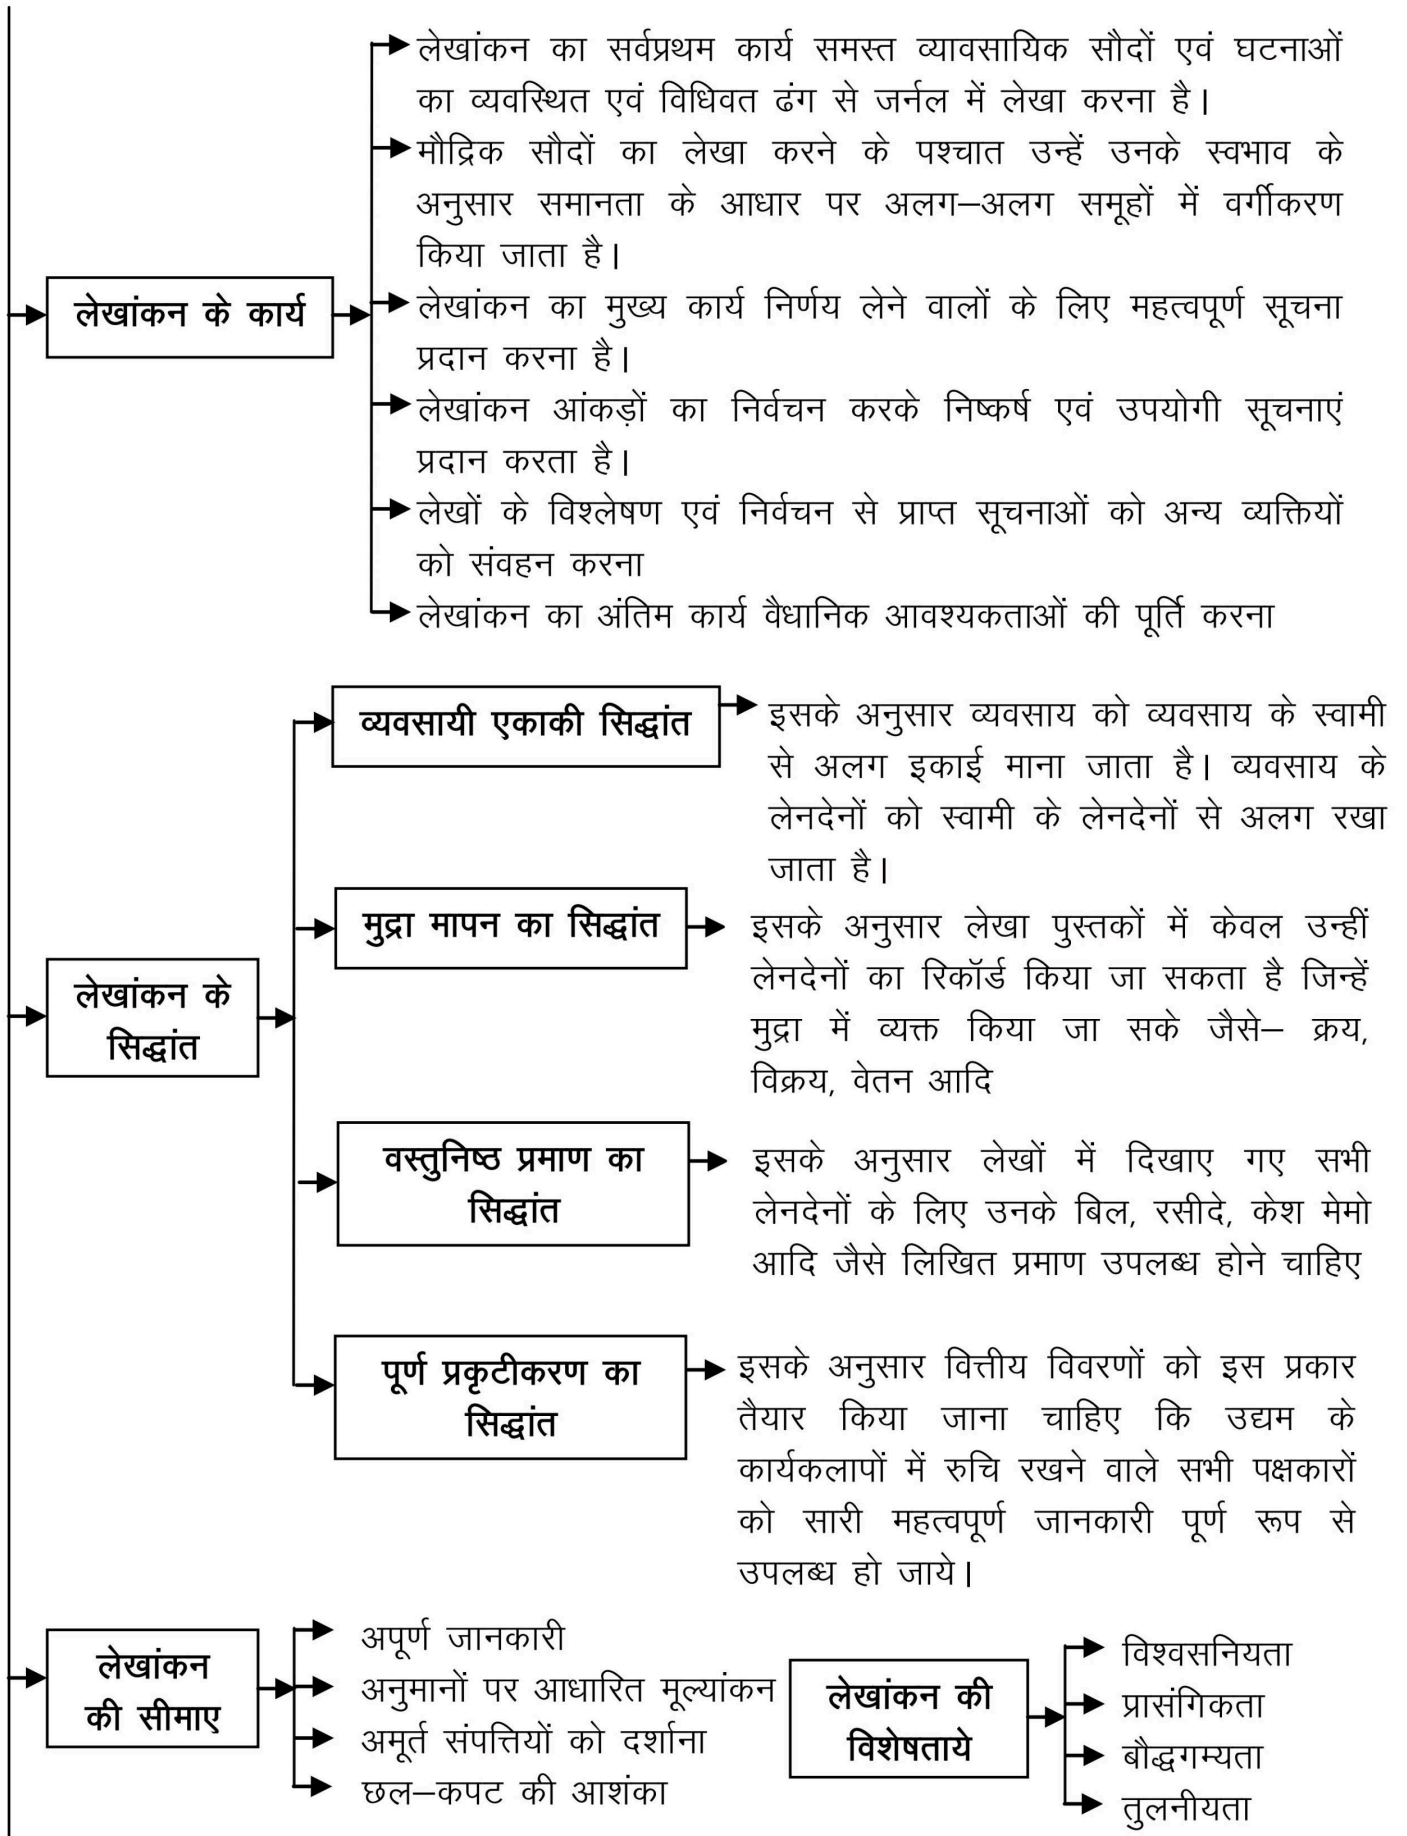 लेखांकन के कार्य
लेखांकन का सर्वप्रथम कार्य समस्त व्यावसायिक सौदों एवं घटनाओं
का व्यवस्थित एवं विधिवत ढंग से जर्नल में लेखा करना है।
मौद्रिक सौदों का लेखा करने के पश्चात उन्हें उनके स्वभाव के
अनुसार समानता के आधार पर अलग–अलग समूहों में वर्गीकरण
किया जाता है।
लेखांकन का मुख्य कार्य निर्णय लेने वालों के लिए महत्वपूर्ण सूचना
प्रदान करना है।
लेखांकन आंकड़ों का निर्वचन करके निष्कर्ष एवं उपयोगी सूचनाएं
प्रदान करता है।
लेखों के विश्लेषण एवं निर्वचन से प्राप्त सूचनाओं को अन्य व्यक्तियों
को संवहन करना
लेखांकन का अंतिम कार्य वैधानिक आवश्यकताओं की पूर्ति करना
लेखांकन के
सिद्धांत
व्यवसायी एकाकी सिद्धांत
इसके अनुसार व्यवसाय को व्यवसाय के स्वामी
से अलग इकाई माना जाता है। व्यवसाय के
लेनदेनों को स्वामी के लेनदेनों से अलग रखा
जाता है।
मुद्रा मापन का सिद्धांत
इसके अनुसार लेखा पुस्तकों में केवल उन्हीं
लेनदेनों का रिकॉर्ड किया जा सकता है जिन्हें
मुद्रा में व्यक्त किया जा सके जैसे– क्रय,
विक्रय, वेतन आदि
वस्तुनिष्ठ प्रमाण का
सिद्धांत
इसके अनुसार लेखों में दिखाए गए सभी
लेनदेनों के लिए उनके बिल, रसीदे, केश मेमो
आदि जैसे लिखित प्रमाण उपलब्ध होने चाहिए
पूर्ण प्रकृटीकरण का
सिद्धांत
इसके अनुसार वित्तीय विवरणों को इस प्रकार
तैयार किया जाना चाहिए कि उद्यम के
कार्यकलापों में रुचि रखने वाले सभी पक्षकारों
को सारी महत्वपूर्ण जानकारी पूर्ण रूप से
उपलब्ध हो जाये।
लेखांकन
की सीमाए
अपूर्ण जानकारी
अनुमानों पर आधारित मूल्यांकन
अमूर्त संपत्तियों को दर्शाना
छल–कपट की आशंका
लेखांकन की
विशेषताये
विश्वसनियता
प्रासंगिकता
बौद्धगम्यता
तुलनीयता